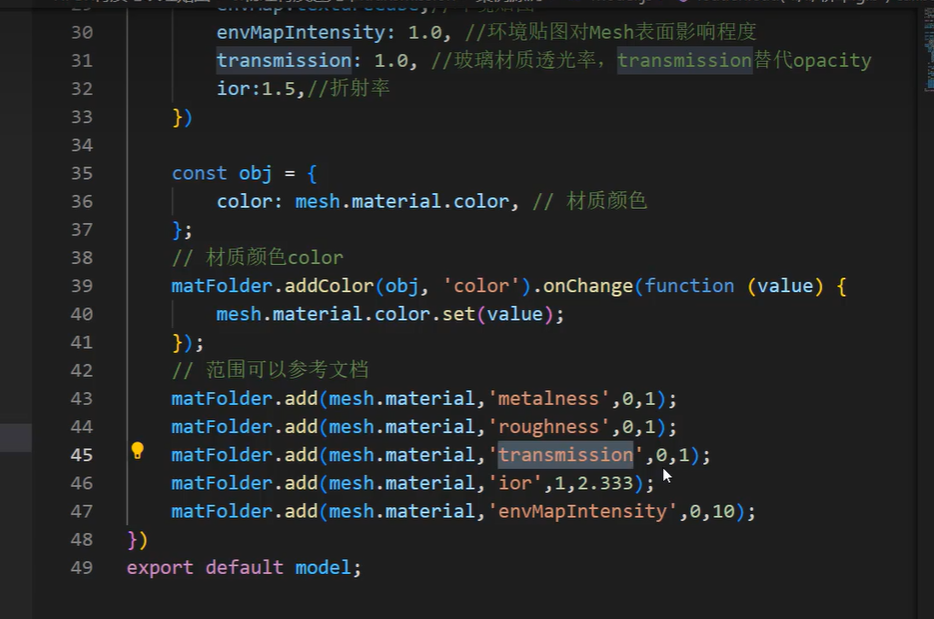 30 envMapIntensity: 1.0, //环境贴图对Mesh表面影响程度
31 transmission: 1.0, //玻璃材质透光率，transmission替代opacity
32 ior:1.5,//折射率
33 })
34
35 const obj = {
36 color: mesh.material.color, // 材质颜色
37 };
38 // 材质颜色color
39 matFolder.addColor(obj, 'color').onChange(function (value) {
40 mesh.material.color.set(value);
41 });
42 // 范围可以参考文档
43 matFolder.add(mesh.material,'metalness',0,1);
44 matFolder.add(mesh.material,'roughness',0,1);
45 matFolder.add(mesh.material,'transmission',0,1);
46 matFolder.add(mesh.material,'ior',1,2.333);
47 matFolder.add(mesh.material,'envMapIntensity',0,10);
48 })
49 export default model;